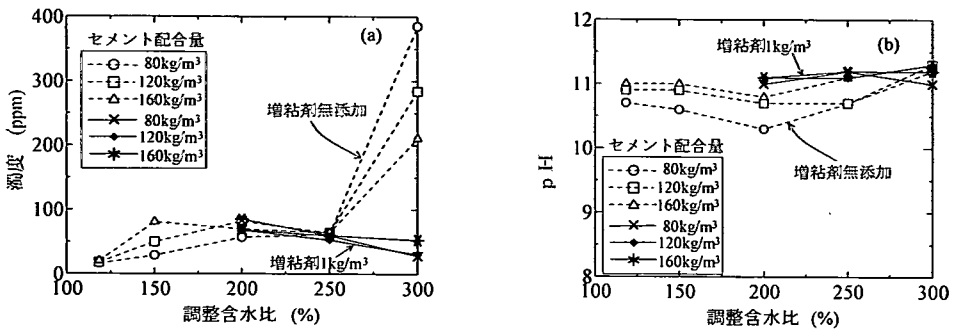 400
300
200
100
0
濁度 (ppm)
セメント配合量
80kg/m³
120kg/m³
160kg/m³
80kg/m³
120kg/m³
160kg/m³
(a)
増粘剤無添加
増粘剤1kg/m³
100 150 200 250 300
調整含水比 (%)
12
11
10
9
8
pH
増粘剤1kg/m³
(b)
増粘剤無添加
セメント配合量
80kg/m³
120kg/m³
160kg/m³
80kg/m³
120kg/m³
160kg/m³
100 150 200 250 300
調整含水比 (%)